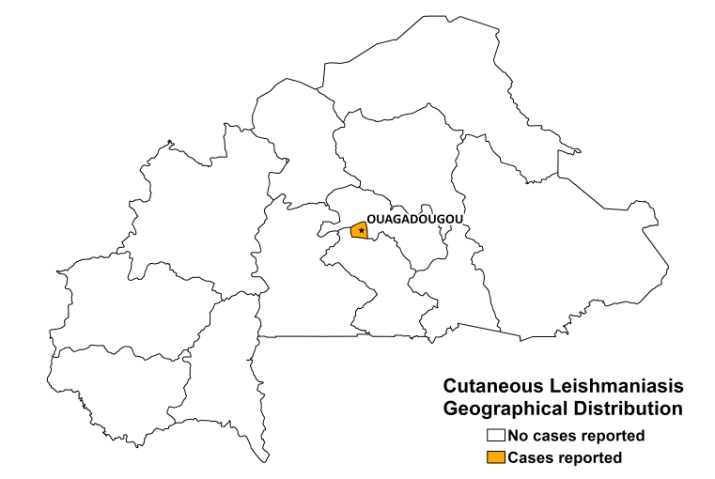 OUAGADOUGOU
Cutaneous Leishmaniasis
Geographical Distribution
No cases reported
Cases reported